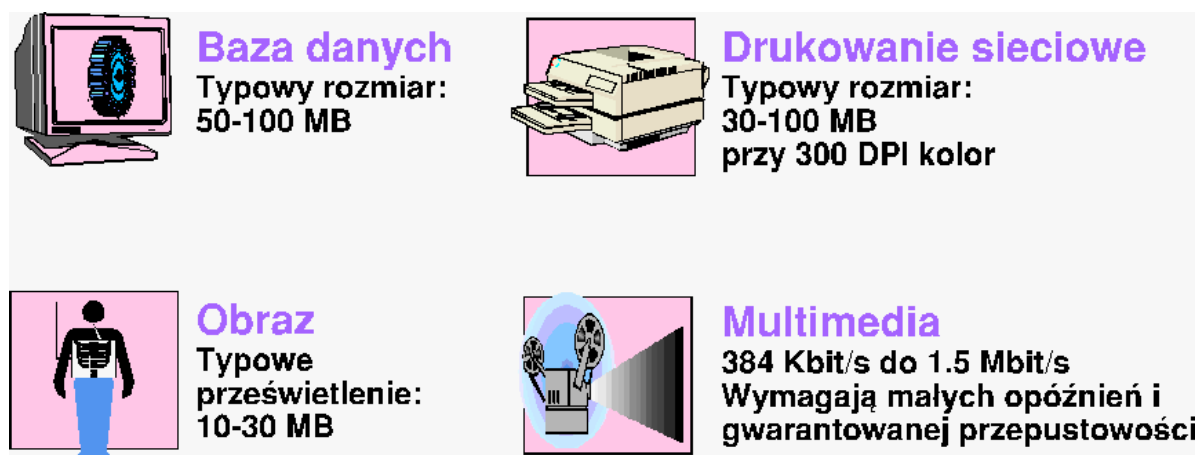 Baza danych
Typowy rozmiar:
50-100 MB
Drukowanie sieciowe
Typowy rozmiar:
30-100 MB
przy 300 DPI kolor
Obraz
Typowe
prześwietlenie:
10-30 MB
Multimedia
384 Kbit/s do 1.5 Mbit/s
Wymagają małych opóźnień i
gwarantowanej przepustowości